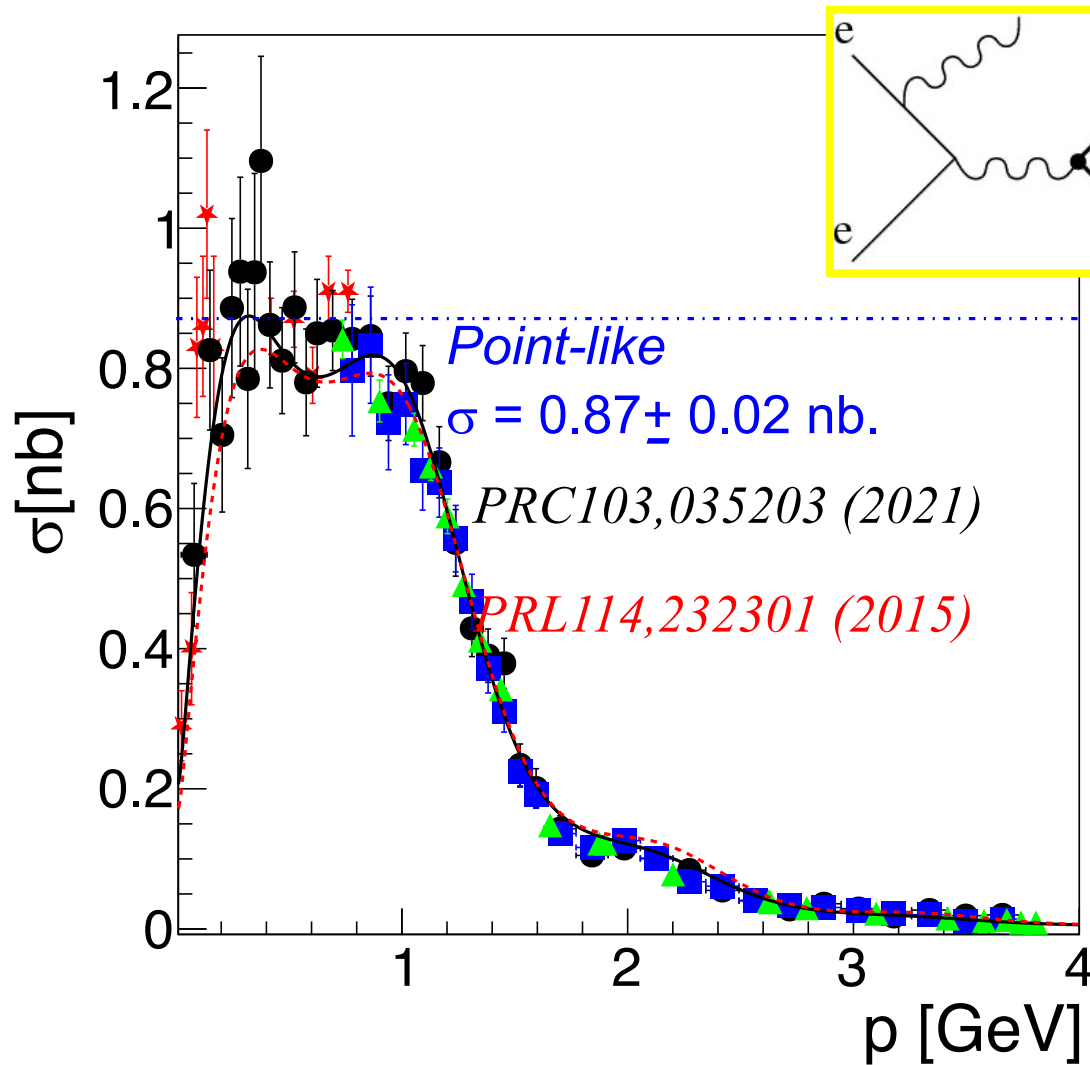 e
1.2
1
0.8
0.6
0.4
0.2
0
σ[nb]
e
Point-like
σ = 0.87± 0.02 nb.
PRC103,035203 (2021)
PRL114,232301 (2015)
1 2 3 4
p [GeV]